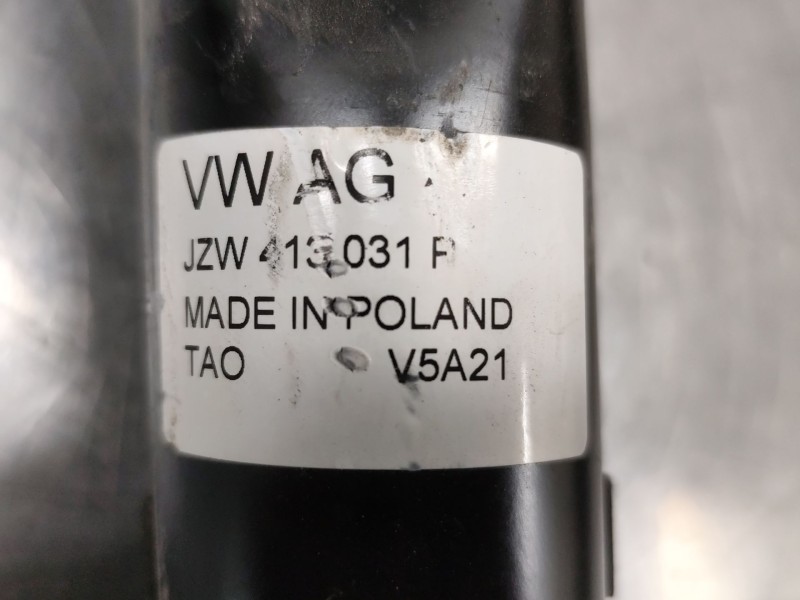 VW AG
JZW 413 031
MADE IN POLAND
TAO V5A21